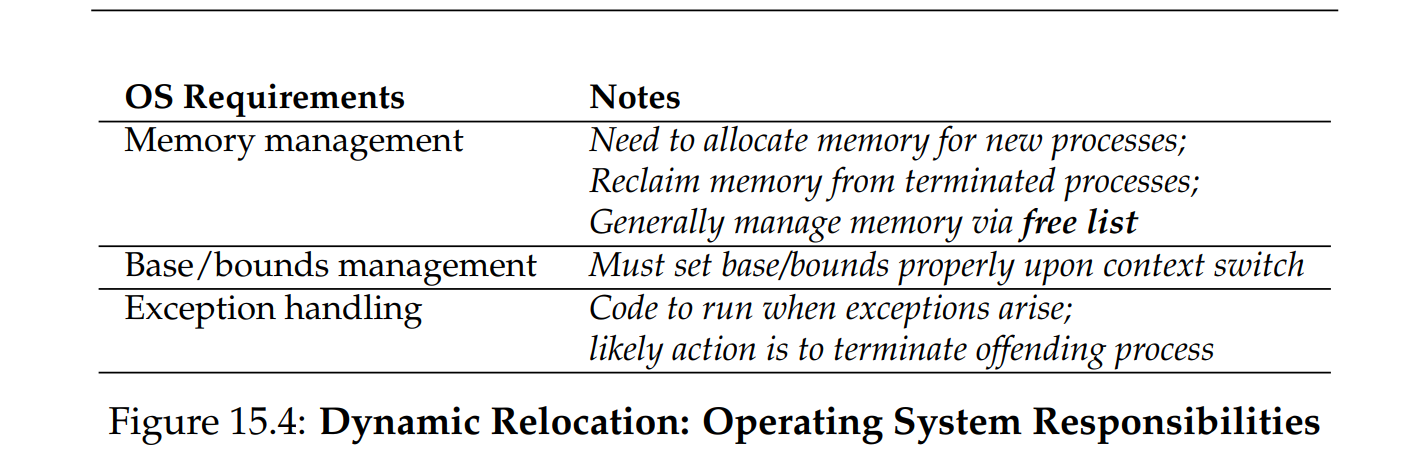 OS Requirements Notes
Memory management Need to allocate memory for new processes;
Reclaim memory from terminated processes;
Generally manage memory via free list
Base/bounds management Must set base/bounds properly upon context switch
Exception handling Code to run when exceptions arise;
likely action is to terminate offending process
Figure 15.4: Dynamic Relocation: Operating System Responsibilities